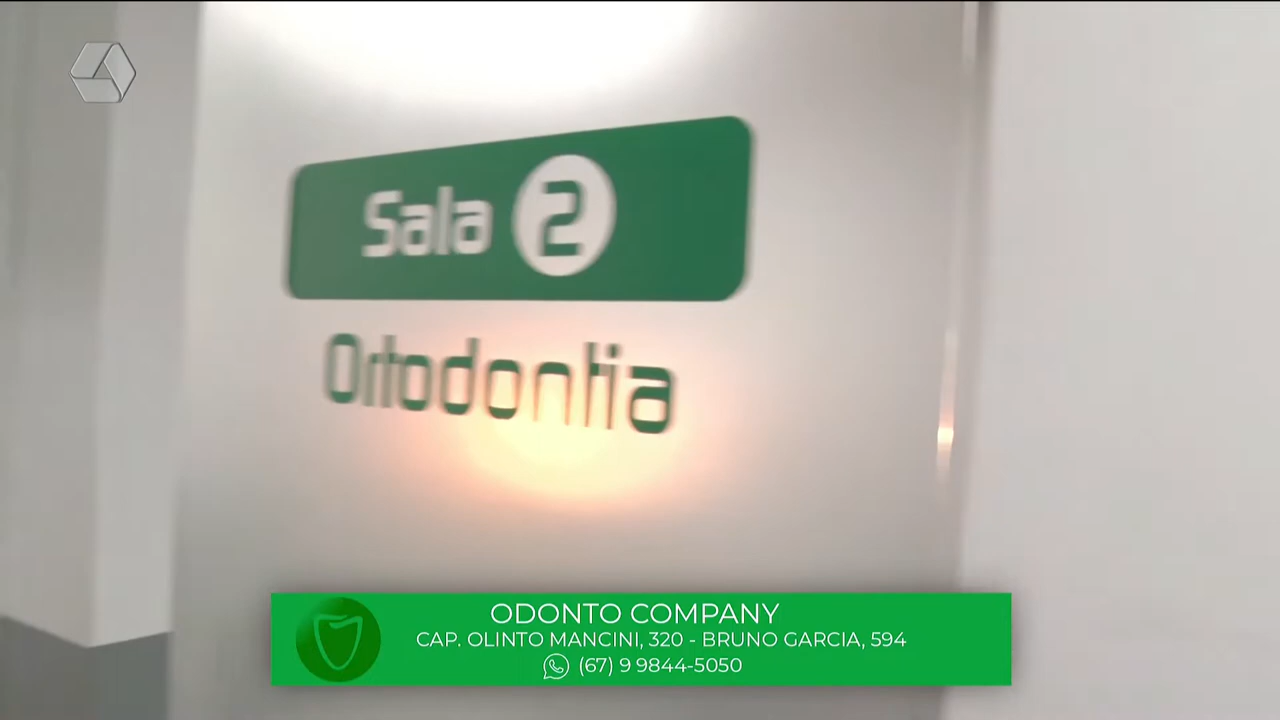 Sala 2
Ortodontia
ODONTO COMPANY
CAP. OLINTO MANCINI, 320 - BRUNO GARCIA, 594
(67) 9 9844-5050